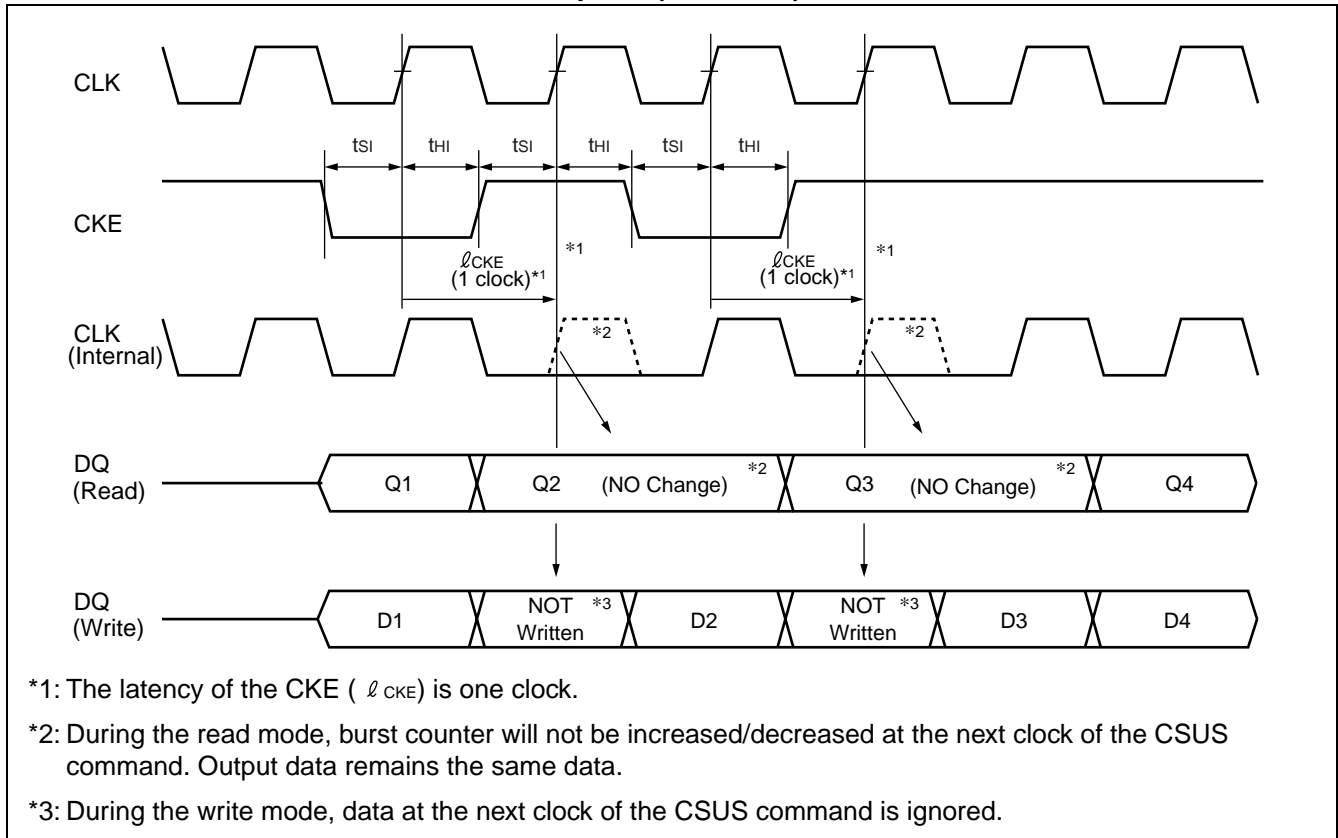 CLK
tSI tHI tSI tHI tSI tHI
CKE
*1 *1
ℓCKE ℓCKE
(1 clock)*1 (1 clock)*1
CLK
(Internal)
*2 *2
DQ
(Read)
Q1 Q2 (NO Change) *2 Q3 (NO Change) *2 Q4
DQ
(Write)
D1 NOT Written *3 D2 NOT Written *3 D3 D4
*1: The latency of the CKE ( ℓ CKE) is one clock.
*2: During the read mode, burst counter will not be increased/decreased at the next clock of the CSUS
command. Output data remains the same data.
*3: During the write mode, data at the next clock of the CSUS command is ignored.